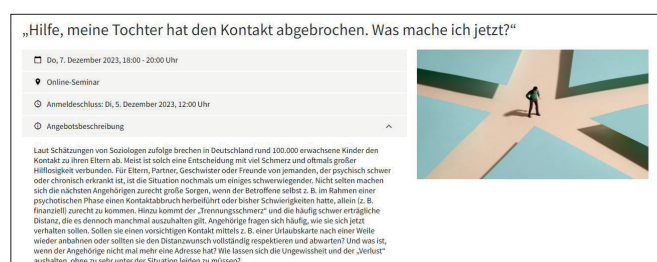 „Hilfe, meine Tochter hat den Kontakt abgebrochen. Was mache ich jetzt?“
Do, 7. Dezember 2023, 18:00 - 20:00 Uhr
Online-Seminar
Anmeldeschluss: Di, 5. Dezember 2023, 12:00 Uhr
Angebotsbeschreibung
Laut Schätzungen von Soziologen zufolge brechen in Deutschland rund 100.000 erwachsene Kinder den
Kontakt zu ihren Eltern ab. Meist ist solch eine Entscheidung mit viel Schmerz und oftmals großer
Hilflosigkeit verbunden. Für Eltern, Partner, Geschwister oder Freunde von jemanden, der psychisch schwer
oder chronisch erkrankt ist, ist die Situation nochmals um einiges schwerwiegender. Nicht selten machen
sich die nächsten Angehörigen zurecht große Sorgen, wenn der Betroffene selbst z. B. im Rahmen einer
psychotischen Phase einen Kontaktabbruch herbeiführt oder bisher Schwierigkeiten hatte, allein (z. B.
finanziell) zurecht zu kommen. Hinzu kommt der „Trennungsschmerz“ und die häufig schwer erträgliche
Distanz, die es dennoch manchmal auszuhalten gilt. Angehörige fragen sich häufig, wie sie sich jetzt
verhalten sollen. Sollen sie einen vorsichtigen Kontakt mittels z. B. einer Urlaubskarte nach einer Weile
wieder anbahnen oder sollten sie den Distanzwunsch vollständig respektieren und abwarten? Und was ist,
wenn der Angehörige nicht mal mehr eine Adresse hat? Wie lassen sich die Ungewissheit und der „Verlust“
aushalten, ohne zu sehr unter der Situation leiden zu müssen?